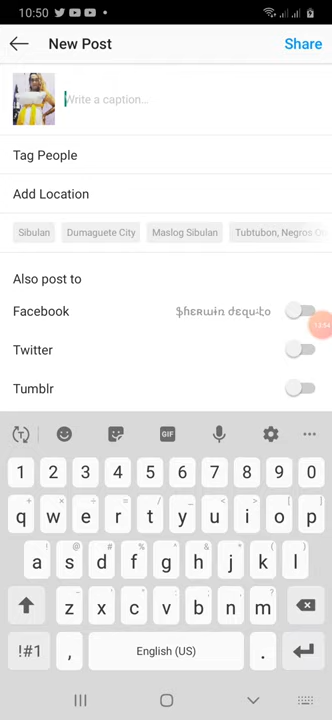 10:50
New Post
Share
Write a caption...
Tag People
Add Location
Sibulan
Dumaguete City
Maslog Sibulan
Tubtubon, Negros O
Also post to
Facebook
13:54
Twitter
Tumblr
GIF
1 2 3 4 5 6 7 8 9 0
q w e r t y u i o p
a s d f g h j k l
z x c v b n m
!#1
,
English (US)
.